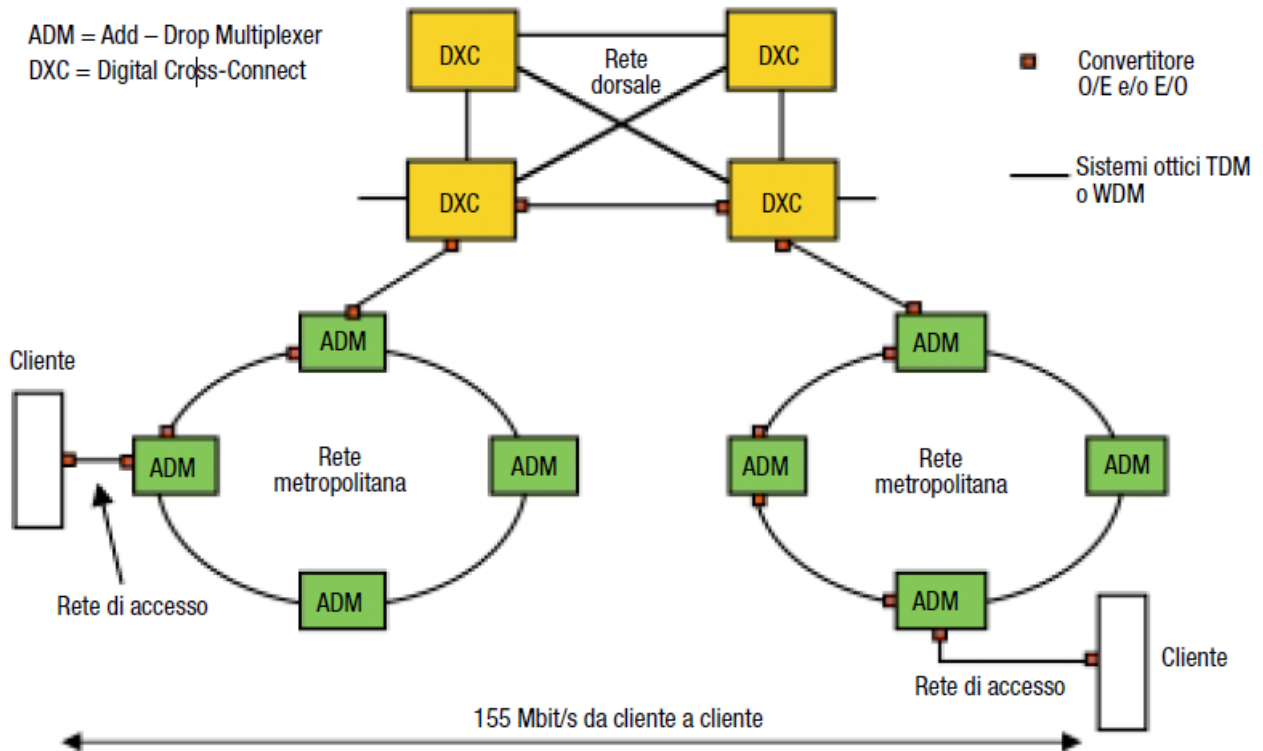 ADM = Add – Drop Multiplexer
DXC = Digital Cross-Connect
DXC
Rete
dorsale
DXC
Convertitore
O/E e/o E/O
DXC
DXC
Sistemi ottici TDM
o WDM
ADM
ADM
Cliente
ADM
Rete
metropolitana
ADM
ADM
Rete
metropolitana
ADM
Rete di accesso
ADM
ADM
Cliente
Rete di accesso
155 Mbit/s da cliente a cliente